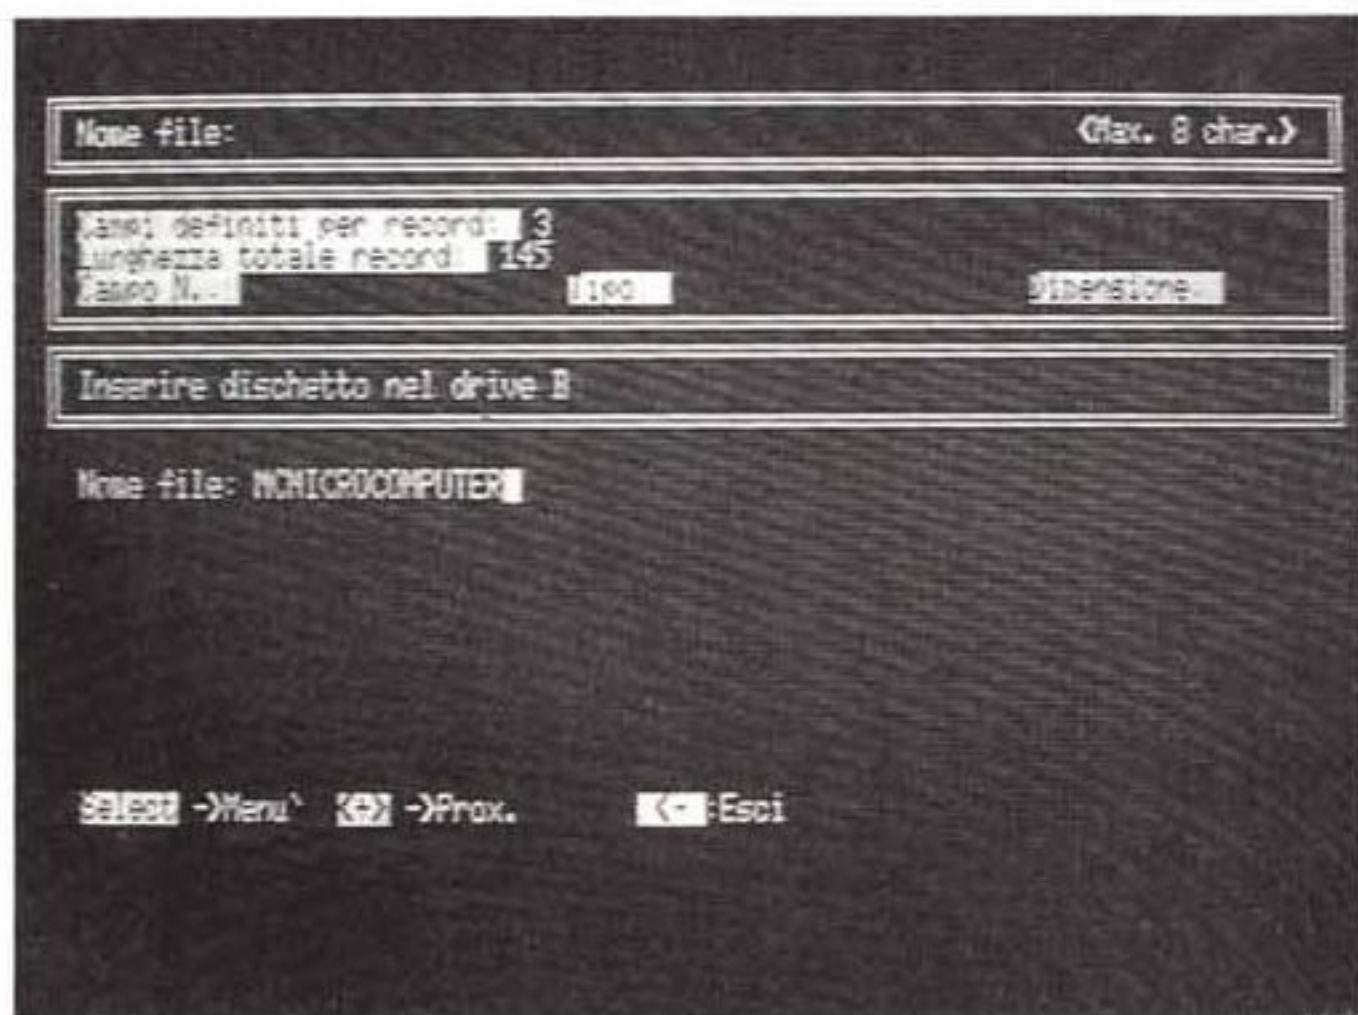 Nome file: <Max. 8 char.>
Campi definiti per record: 3
Lunghezza totale record: 145
Campo N.: Tipo Dimensione:
Inserire dischetto nel drive B
Nome file: MCMICROCOMPUTER
Select ->Menu` <+> ->Prox. <- :Esci